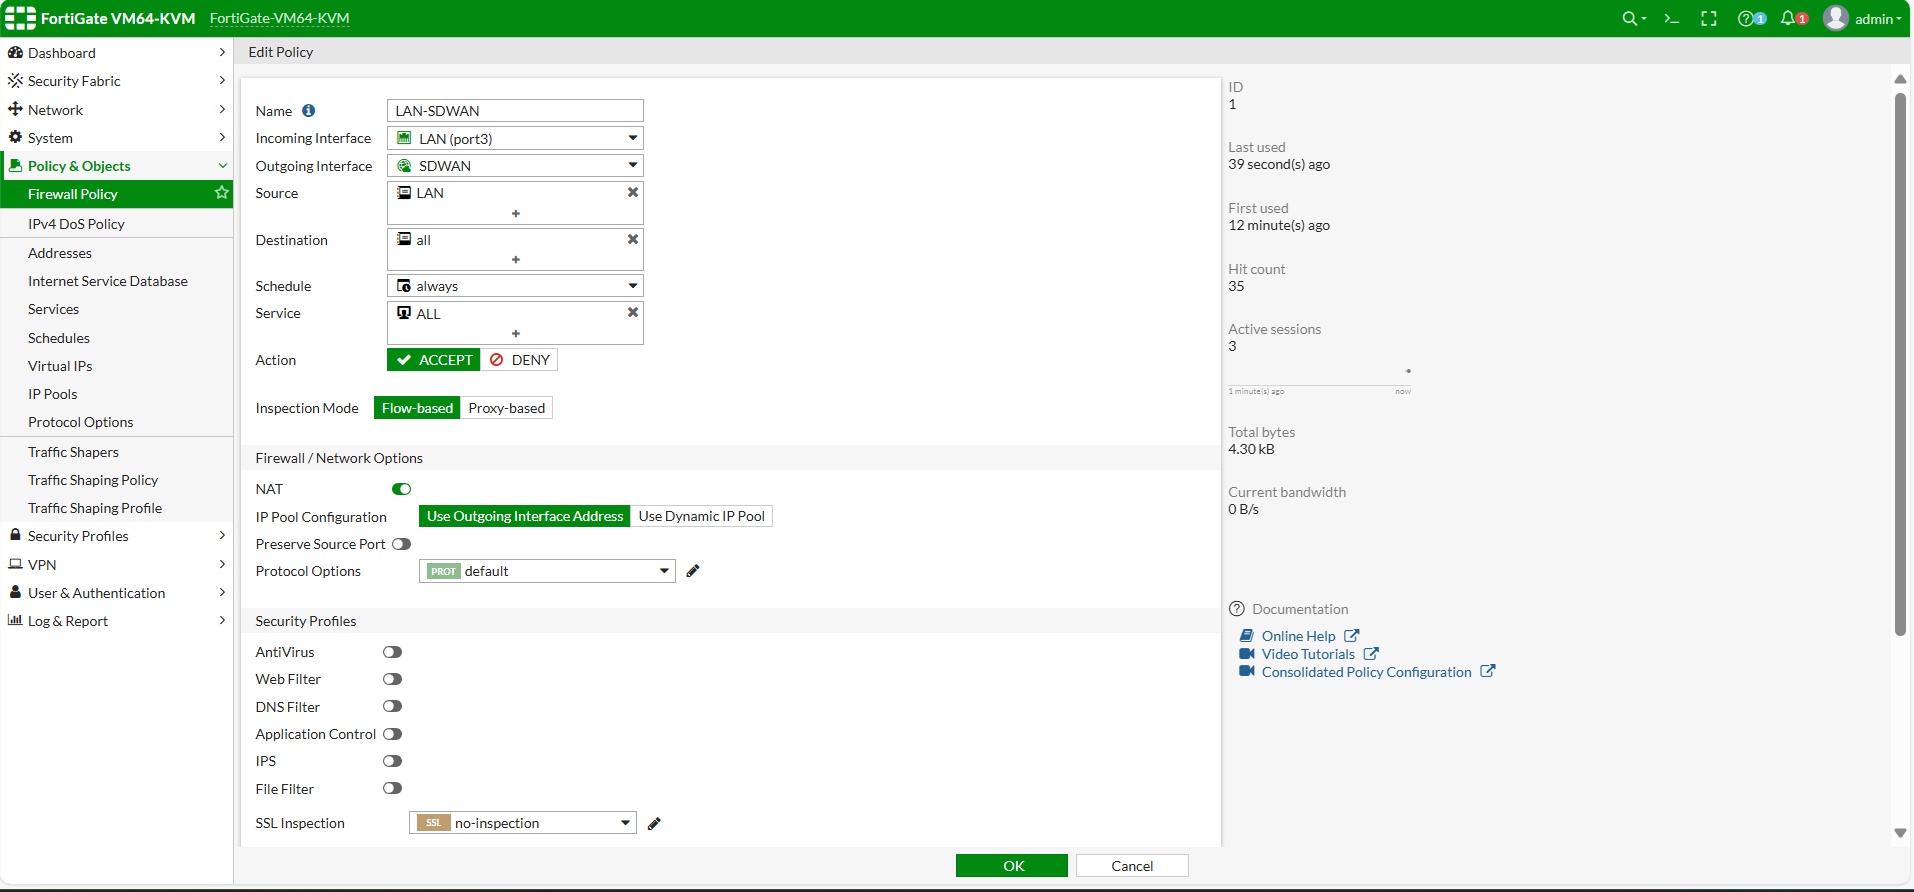 FortiGate VM64-KVM FortiGate-VM64-KVM 1 1 admin
Dashboard
Security Fabric
Network
System
Policy & Objects
Firewall Policy
IPv4 DoS Policy
Addresses
Internet Service Database
Services
Schedules
Virtual IPs
IP Pools
Protocol Options
Traffic Shapers
Traffic Shaping Policy
Traffic Shaping Profile
Security Profiles
VPN
User & Authentication
Log & Report
Edit Policy
Name LAN-SDWAN
Incoming Interface LAN (port3)
Outgoing Interface SDWAN
Source LAN
+
Destination all
+
Schedule always
Service ALL
+
Action ACCEPT DENY
Inspection Mode Flow-based Proxy-based
Firewall / Network Options
NAT
IP Pool Configuration Use Outgoing Interface Address Use Dynamic IP Pool
Preserve Source Port
Protocol Options PROT default
Security Profiles
AntiVirus
Web Filter
DNS Filter
Application Control
IPS
File Filter
SSL Inspection SSL no-inspection
OK Cancel
ID
1
Last used
39 second(s) ago
First used
12 minute(s) ago
Hit count
35
Active sessions
3
1 minute(s) ago now
Total bytes
4.30 kB
Current bandwidth
0 B/s
Documentation
Online Help
Video Tutorials
Consolidated Policy Configuration